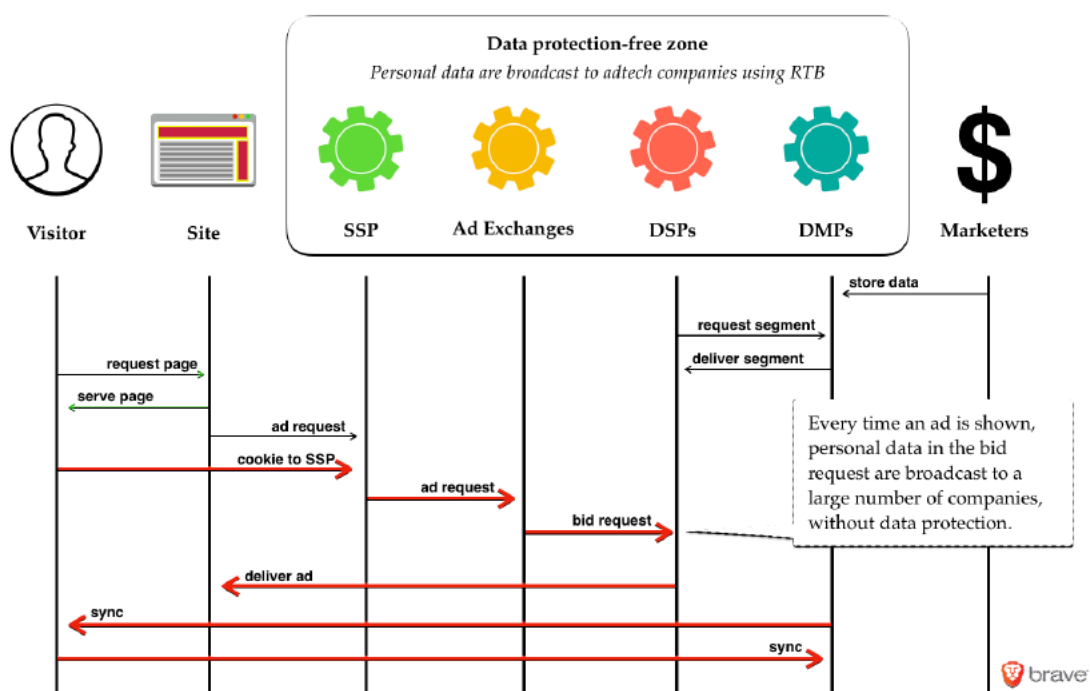 Data protection-free zone
Personal data are broadcast to adtech companies using RTB
$
Visitor
Site
SSP
Ad Exchanges
DSPs
DMPs
Marketers
store data
request segment
deliver segment
request page
serve page
ad request
cookie to SSP
ad request
bid request
Every time an ad is shown,
personal data in the bid
request are broadcast to a
large number of companies,
without data protection.
deliver ad
sync
sync
brave